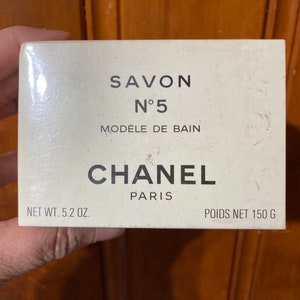 SAVON
N°5
MODÈLE DE BAIN
CHANEL
PARIS
NET WT. 5.2 OZ. POIDS NET 150 G